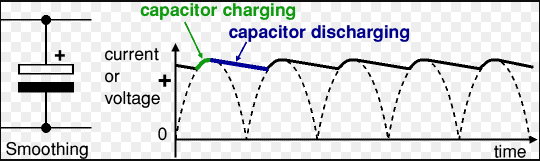 capacitor charging
capacitor discharging
+
current
or
voltage
+
0
Smoothing
time